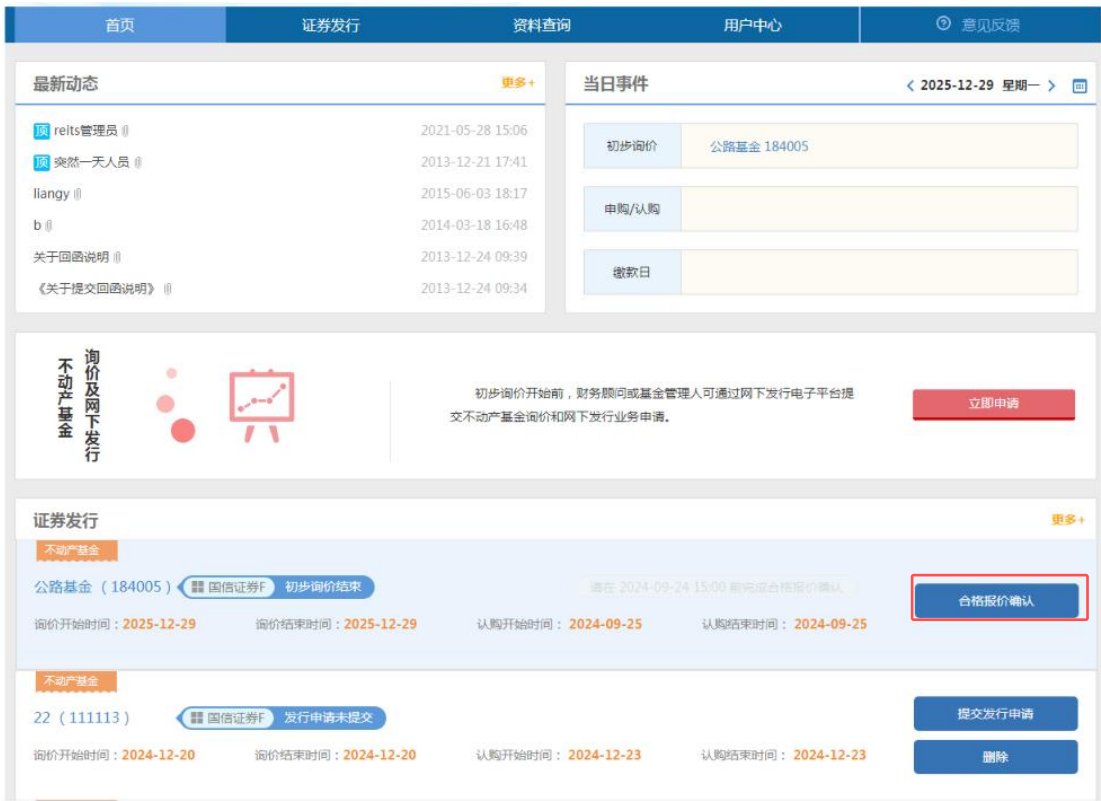 首页 证券发行 资料查询 用户中心 意见反馈
最新动态 更多+
顶 reits管理员 2021-05-28 15:06
顶 突然一天人员 2013-12-21 17:41
liangy 2015-06-03 18:17
b 2014-03-18 16:48
关于回函说明 2013-12-24 09:39
《关于提交回函说明》 2013-12-24 09:34
当日事件 < 2025-12-29 星期一 >
初步询价 公路基金 184005
申购/认购
缴款日
不动产基金
询价及网下发行
初步询价开始前，财务顾问或基金管理人可通过网下发行电子平台提
交不动产基金询价和网下发行业务申请。
立即申请
证券发行 更多+
不动产基金
公路基金（184005） 国信证券F 初步询价结束 请在 2024-09-24 15:00 前完成合格报价确认
合格报价确认
询价开始时间：2025-12-29 询价结束时间：2025-12-29 认购开始时间：2024-09-25 认购结束时间：2024-09-25
不动产基金
22（111113） 国信证券F 发行申请未提交
提交发行申请
询价开始时间：2024-12-20 询价结束时间：2024-12-20 认购开始时间：2024-12-23 认购结束时间：2024-12-23
删除